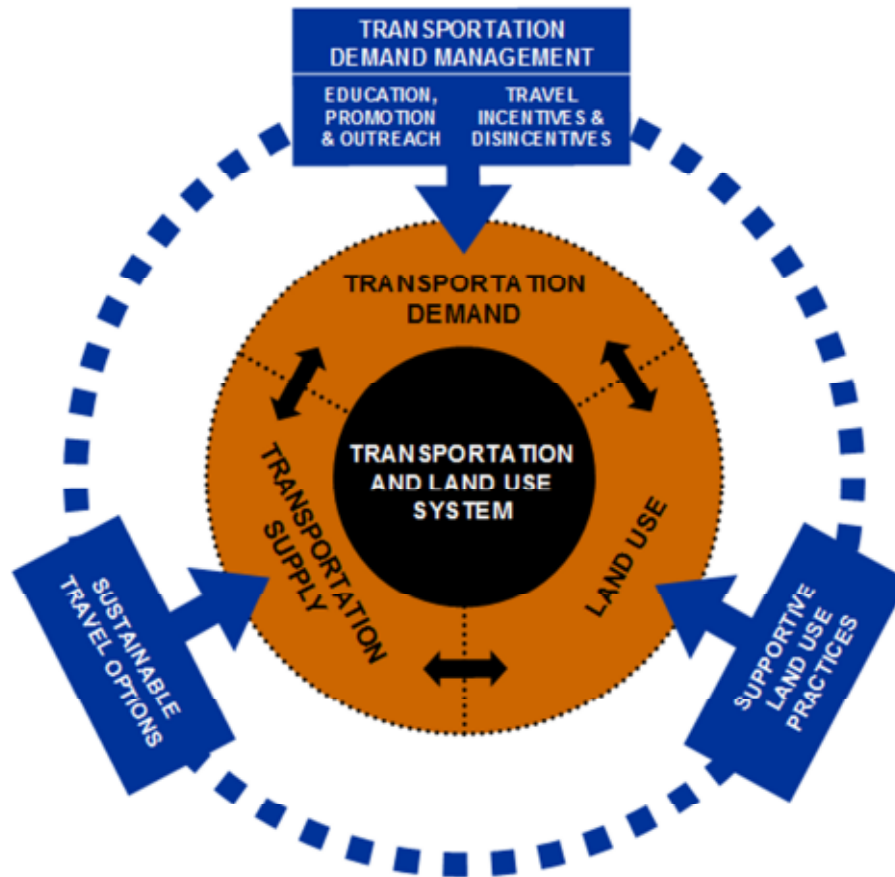 TRANSPORTATION
DEMAND MANAGEMENT
EDUCATION,
PROMOTION
& OUTREACH
TRAVEL
INCENTIVES &
DISINCENTIVES
TRANSPORTATION
DEMAND
TRANSPORTATION
AND LAND USE
SYSTEM
TRANSPORTATION
SUPPLY
LAND USE
SUSTAINABLE
TRAVEL OPTIONS
SUPPORTIVE
LAND USE
PRACTICES